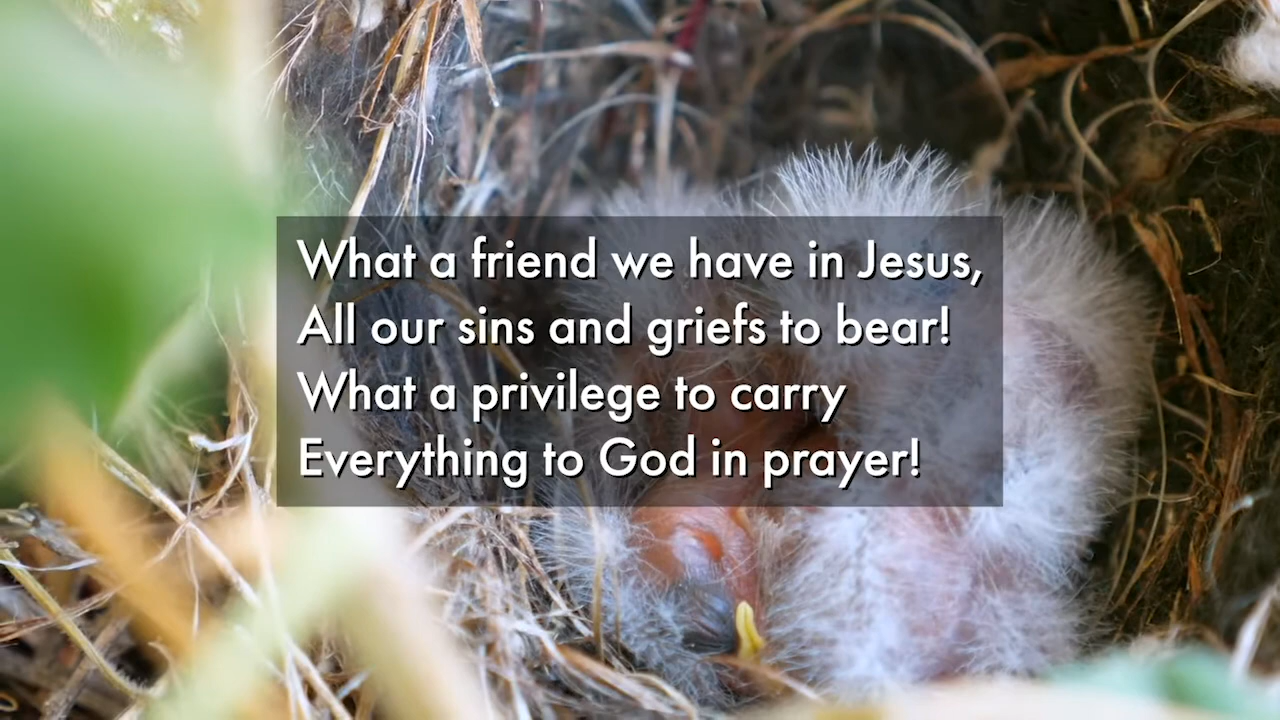 What a friend we have in Jesus,
All our sins and griefs to bear!
What a privilege to carry
Everything to God in prayer!